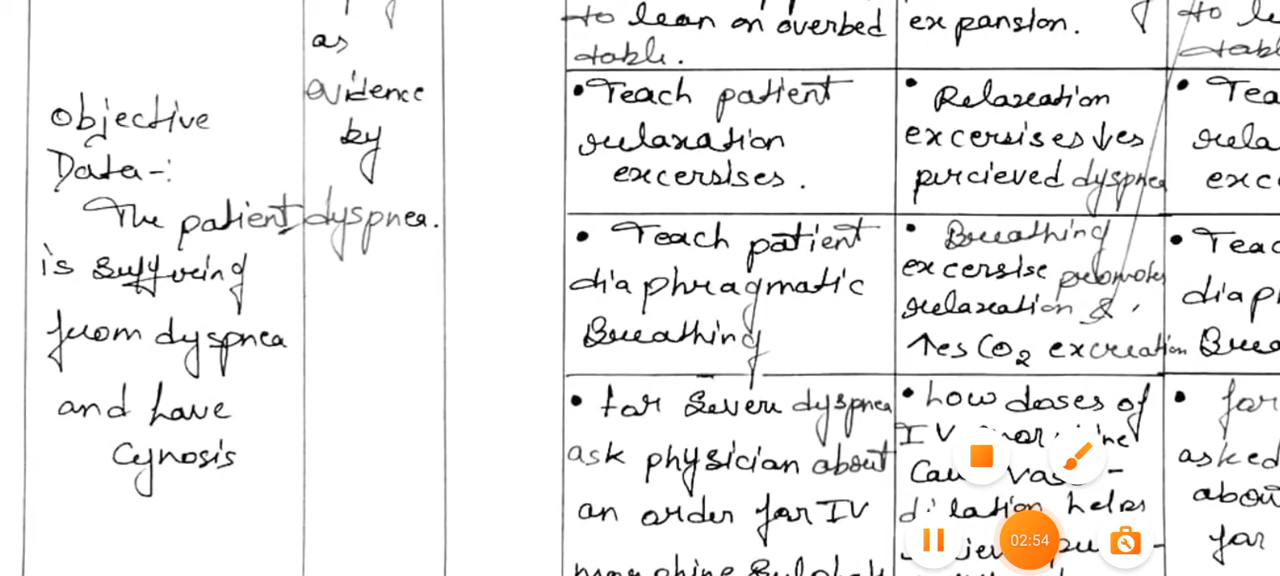 Objective
Data-:
The patient
is suffering
from dyspnea
and have
Cynosis
as
evidence
by
dyspnea.
to lean on overbed
table.
• Teach patient
relaxation
excersises.
• Teach patient
diaphragmatic
Breathing
• for Severe dyspnea
ask physician about
an order for IV
expansion.
• Relaxation
excersises ↓es
percieved dyspnea
• Breathing
excersise promotes
relaxation &
↑es CO2 excreation
• Low doses of
IV
dilation helps
to le
table
• Tea
rela
exc
• Teac
diap
Brea
• for
asked
about
for
02:54